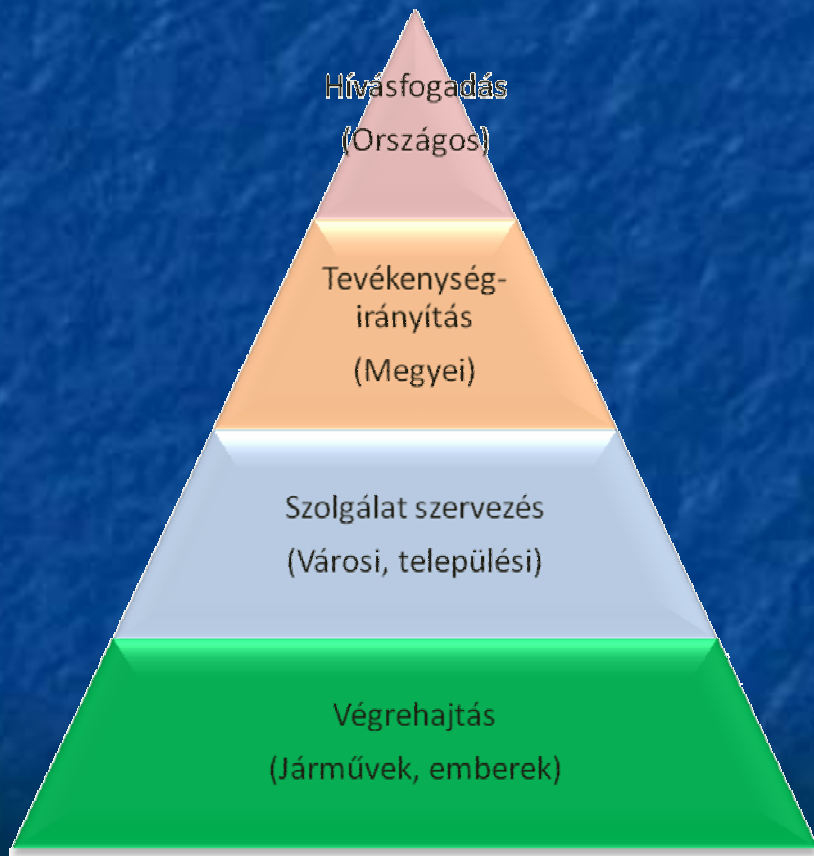 Hívásfogadás
(Országos)
Tevékenység-
irányítás
(Megyei)
Szolgálat szervezés
(Városi, települési)
Végrehajtás
(Járművek, emberek)